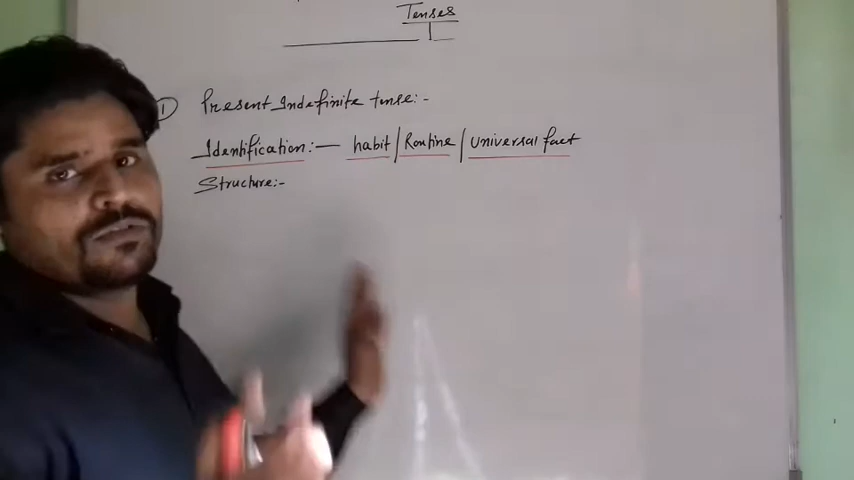 Tenses
① Present Indefinite tense:-
Identification:— habit/Routine/universal fact
Structure:-